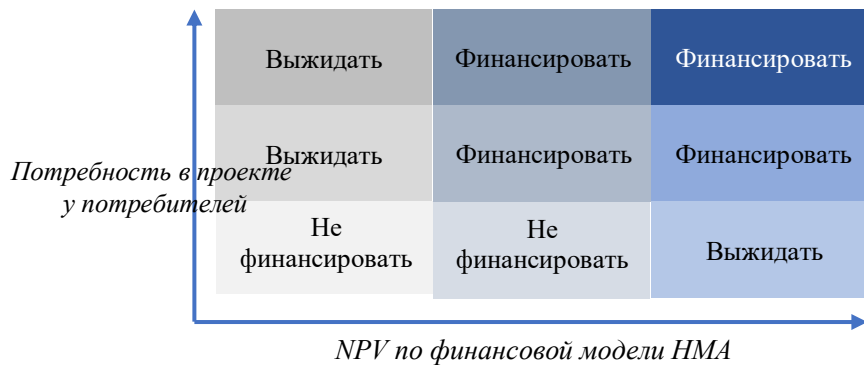 Выжидать
Финансировать
Финансировать
Потребность в проекте
у потребителей
Выжидать
Финансировать
Финансировать
Не
финансировать
Не
финансировать
Выжидать
NPV по финансовой модели НМА